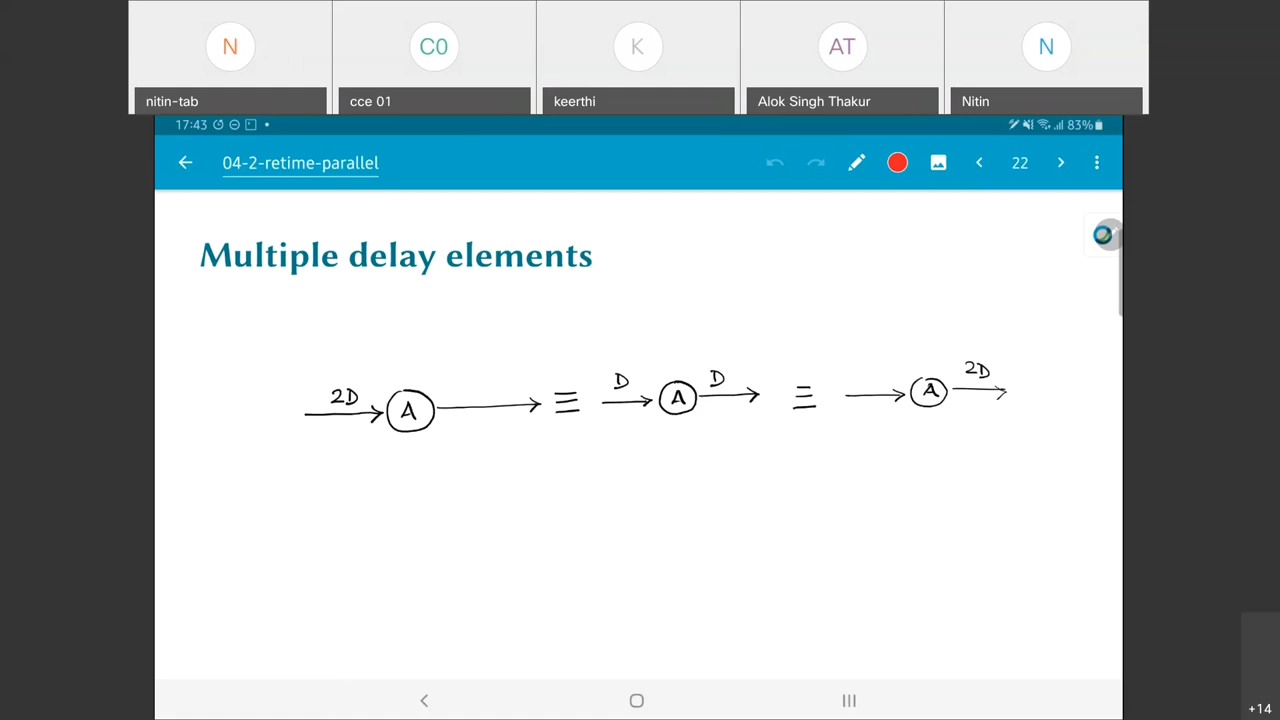 N C0 K AT N
nitin-tab cce 01 keerthi Alok Singh Thakur Nitin
17:43 83%
04-2-retime-parallel 22
Multiple delay elements
2D A ≡ D A D ≡ A 2D
+14